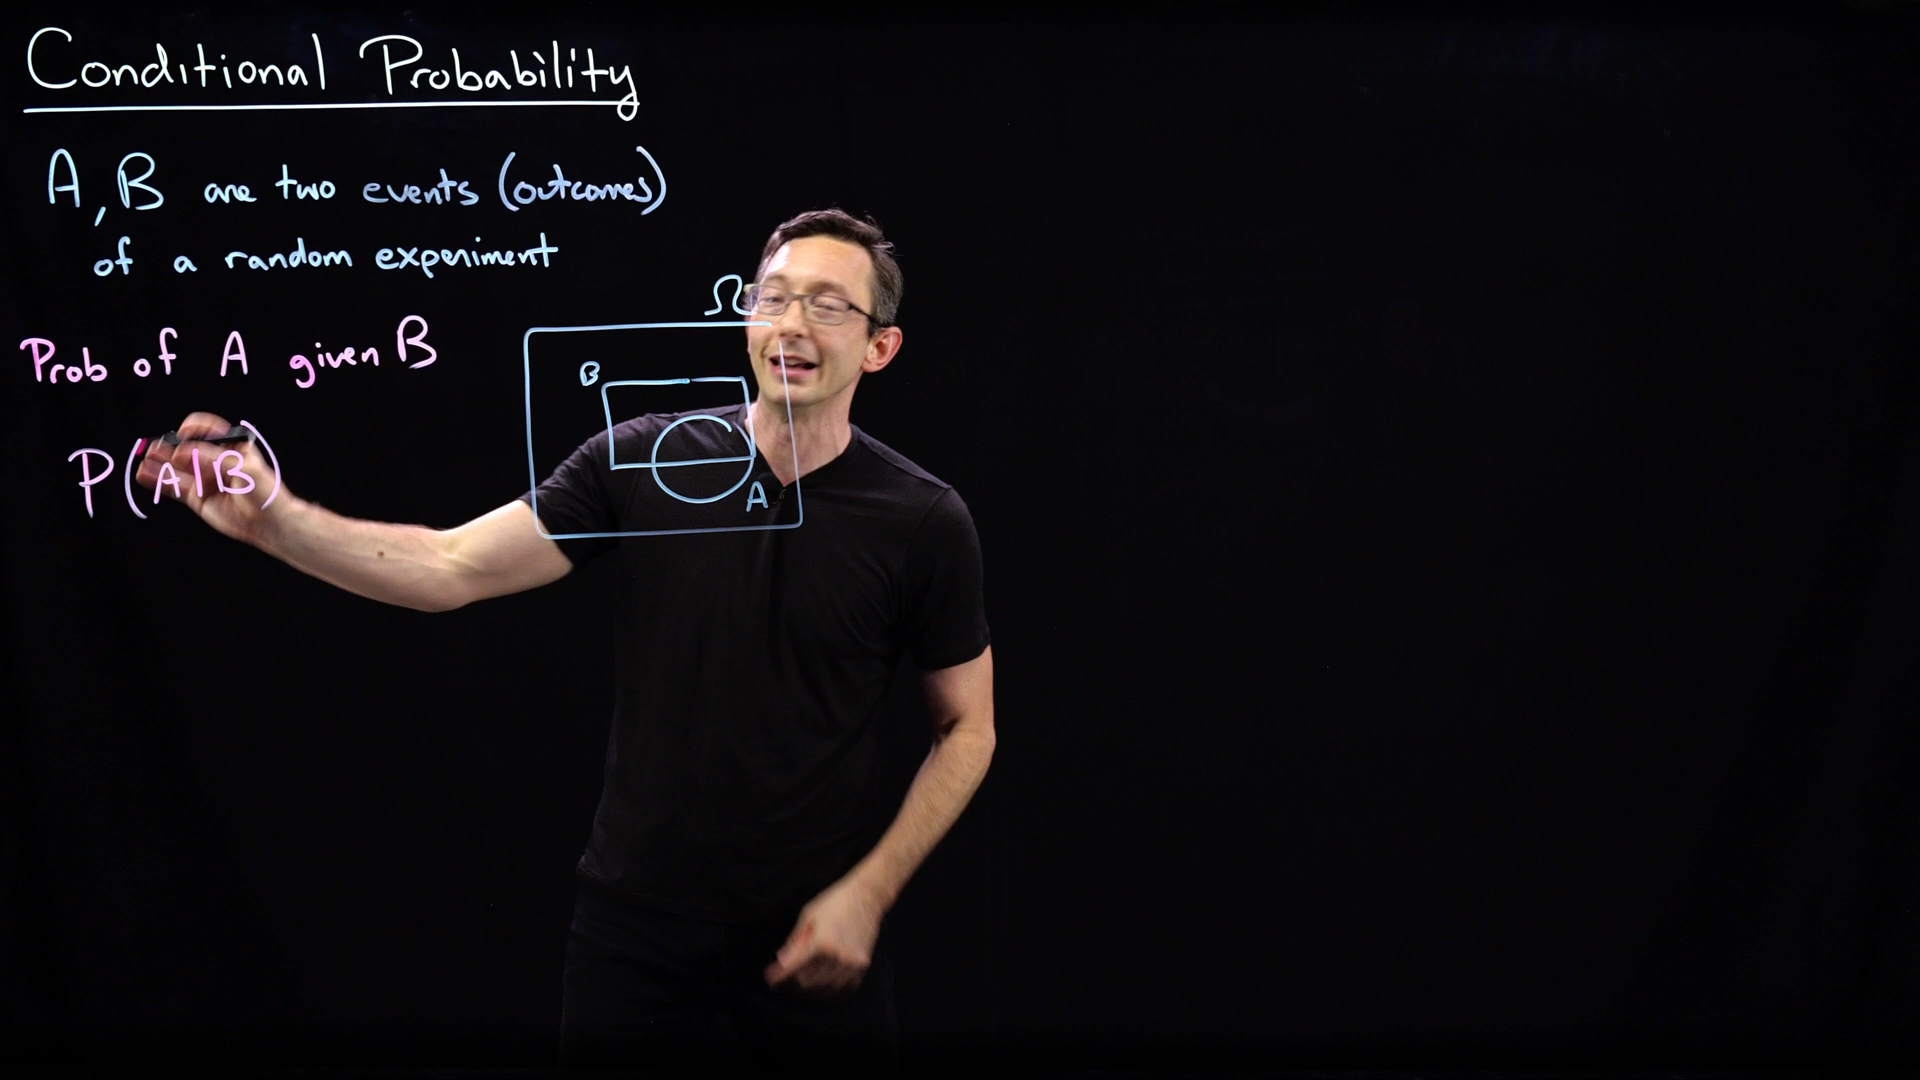 Conditional Probability
A, B are two events (outcomes)
of a random experiment
Ω
Prob of A given B
B
P(A|B)
A